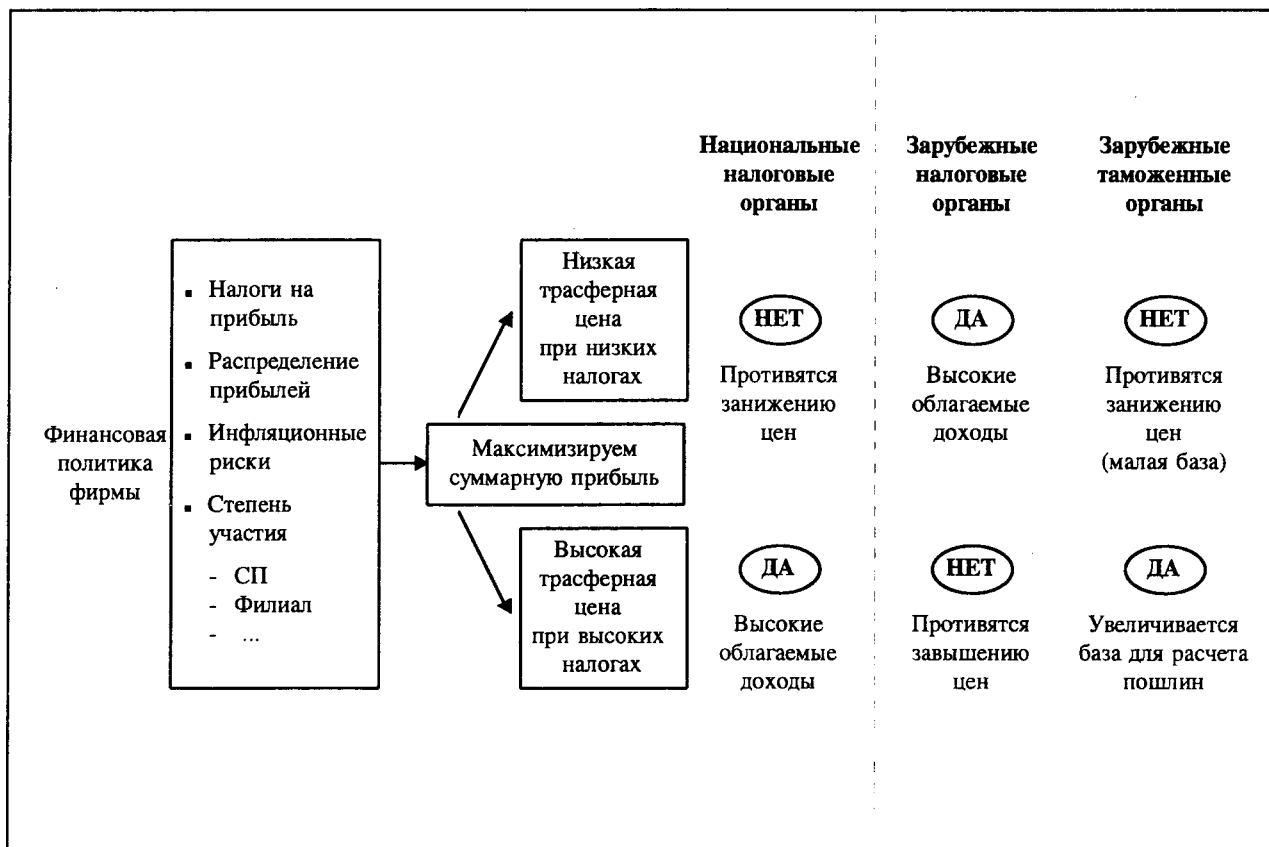 Национальные
налоговые
органы
Зарубежные
налоговые
органы
Зарубежные
таможенные
органы
Финансовая
политика
фирмы
▪ Налоги на
прибыль
▪ Распределение
прибылей
▪ Инфляционные
риски
▪ Степень
участия
- СП
- Филиал
- ...
Максимизируем
суммарную прибыль
Низкая
трасферная
цена
при низких
налогах
НЕТ
Противятся
занижению
цен
ДА
Высокие
облагаемые
доходы
НЕТ
Противятся
занижению
цен
(малая база)
Высокая
трасферная
цена
при высоких
налогах
ДА
Высокие
облагаемые
доходы
НЕТ
Противятся
завышению
цен
ДА
Увеличивается
база для расчета
пошлин